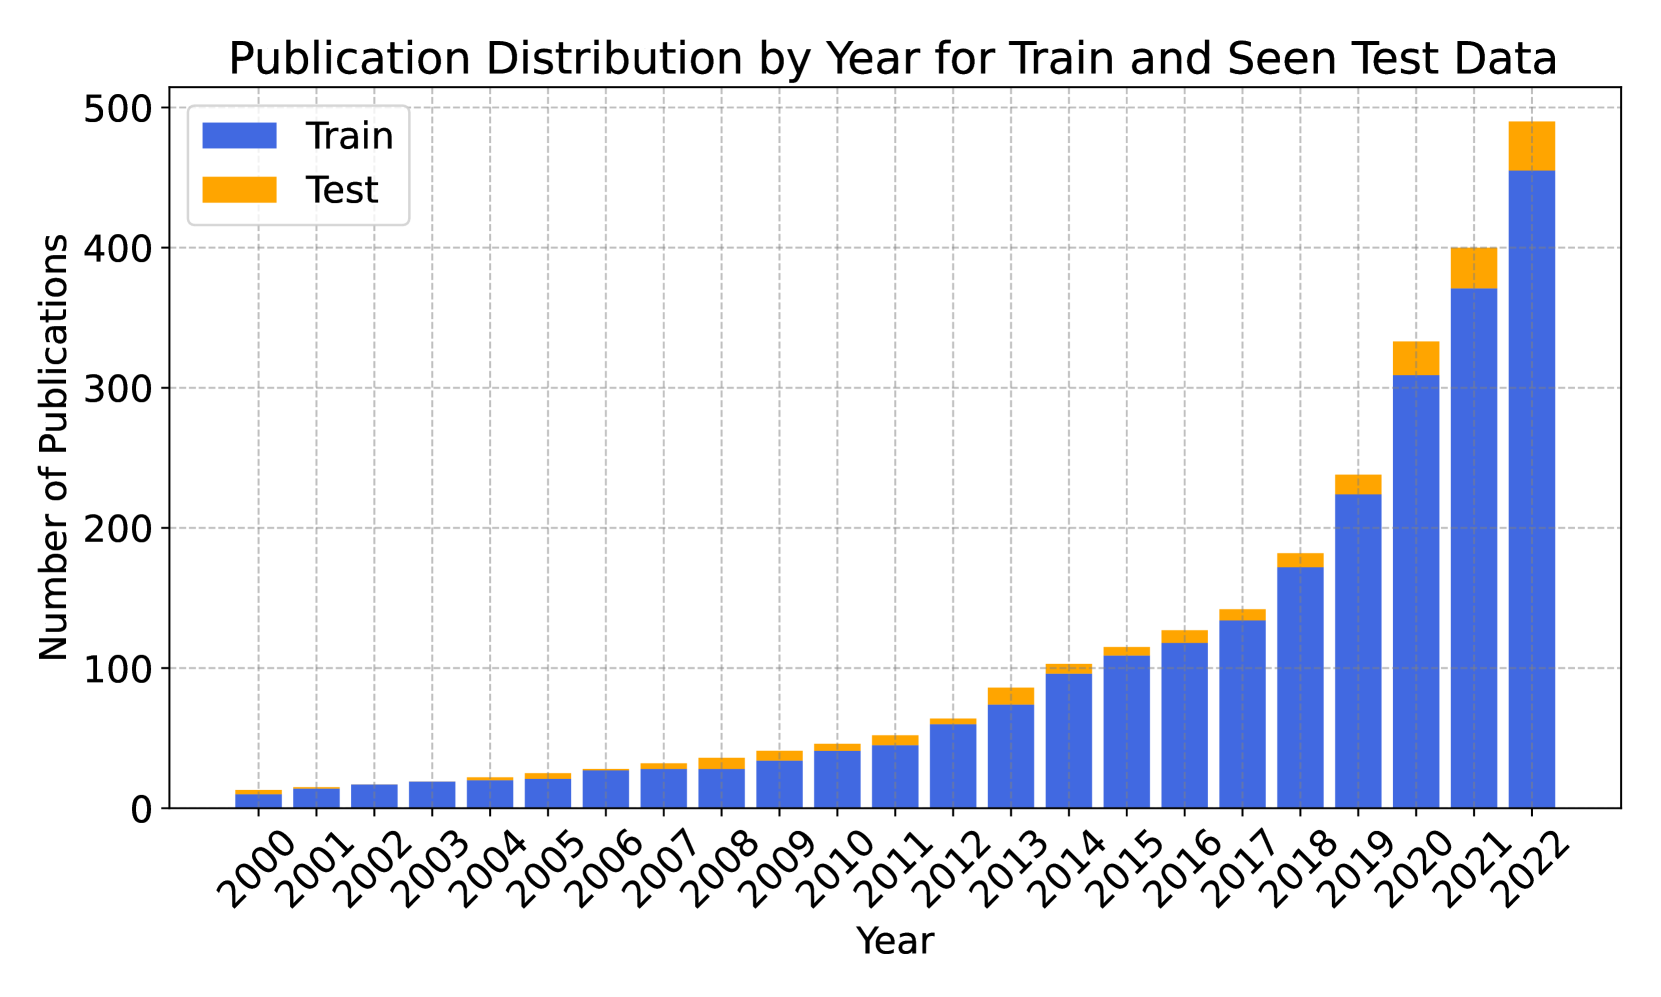 Publication Distribution by Year for Train and Seen Test Data
Train
Test
Number of Publications
500
400
300
200
100
0
2000 2001 2002 2003 2004 2005 2006 2007 2008 2009 2010 2011 2012 2013 2014 2015 2016 2017 2018 2019 2020 2021 2022
Year